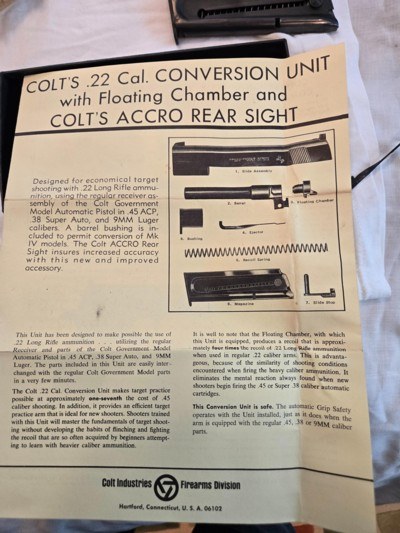 COLT'S .22 Cal. CONVERSION UNIT
with Floating Chamber and
COLT'S ACCRO REAR SIGHT
Designed for economical target
shooting with .22 Long Rifle ammu-
nition, using the regular receiver as-
sembly of the Colt Government
Model Automatic Pistol in .45 ACP,
.38 Super Auto, and 9MM Luger
calibers. A barrel bushing is in-
cluded to permit conversion of Mk
IV models. The Colt ACCRO Rear
Sight insures increased accuracy
with this new and improved
accessory.
1. Slide Assembly
2. Barrel
3. Floating Chamber
4. Bushing
5. Ejector
6. Recoil Spring
8. Magazine
7. Slide Stop
This Unit has been designed to make possible the use of
.22 Long Rifle ammunition . . . utilizing the regular
Receiver and parts of the Colt Government Model
Automatic Pistol in .45 ACP, .38 Super Auto, and 9MM
Luger. The parts included in this Unit are easily inter-
changed with the regular Colt Government Model parts
in a very few minutes.
The Colt .22 Cal. Conversion Unit makes target practice
possible at approximately one-seventh the cost of .45
caliber shooting. In addition, it provides an efficient target
practice arm that is ideal for new shooters. Shooters trained
with this Unit will master the fundamentals of target shoot-
ing without developing the habits of flinching and fighting
the recoil that are so often acquired by beginners attempt-
ing to learn with heavier caliber ammunition.
It is well to note that the Floating Chamber, with which
this Unit is equipped, produces a recoil that is approxi-
mately four times the recoil of .22 Long Rifle ammunition
when used in regular .22 caliber arms. This is advanta-
geous, because of the similarity of shooting conditions
encountered when firing the heavy caliber ammunition. It
eliminates the mental reaction always found when new
shooters begin firing the .45 or Super .38 caliber automatic
cartridges.
This Conversion Unit is safe. The automatic Grip Safety
operates with the Unit installed, just as it does when the
arm is equipped with the regular .45, .38 or 9MM caliber
parts.
Colt Industries Firearms Division
Hartford, Connecticut, U. S. A. 06102